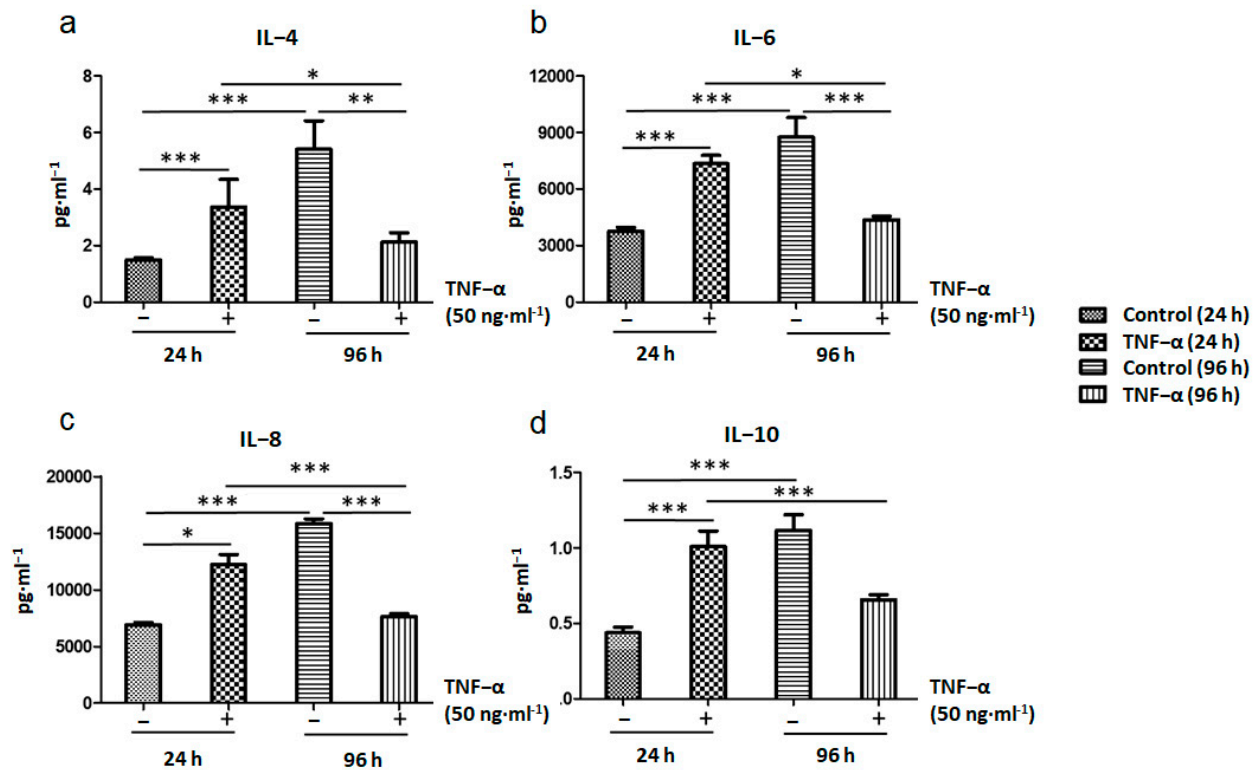 a
IL–4
8
6
4
2
0
pg·ml⁻¹
*
***
**
***
– + – +
24 h 96 h
TNF–α
(50 ng·ml⁻¹)
b
IL–6
12000
9000
6000
3000
0
pg·ml⁻¹
*
***
***
***
– + – +
24 h 96 h
TNF–α
(50 ng·ml⁻¹)
Control (24 h)
TNF–α (24 h)
Control (96 h)
TNF–α (96 h)
c
IL–8
20000
15000
10000
5000
0
pg·ml⁻¹
***
***
***
*
– + – +
24 h 96 h
TNF–α
(50 ng·ml⁻¹)
d
IL–10
1.5
1.0
0.5
.0
pg·ml⁻¹
***
***
***
– + – +
24 h 96 h
TNF–α
(50 ng·ml⁻¹)